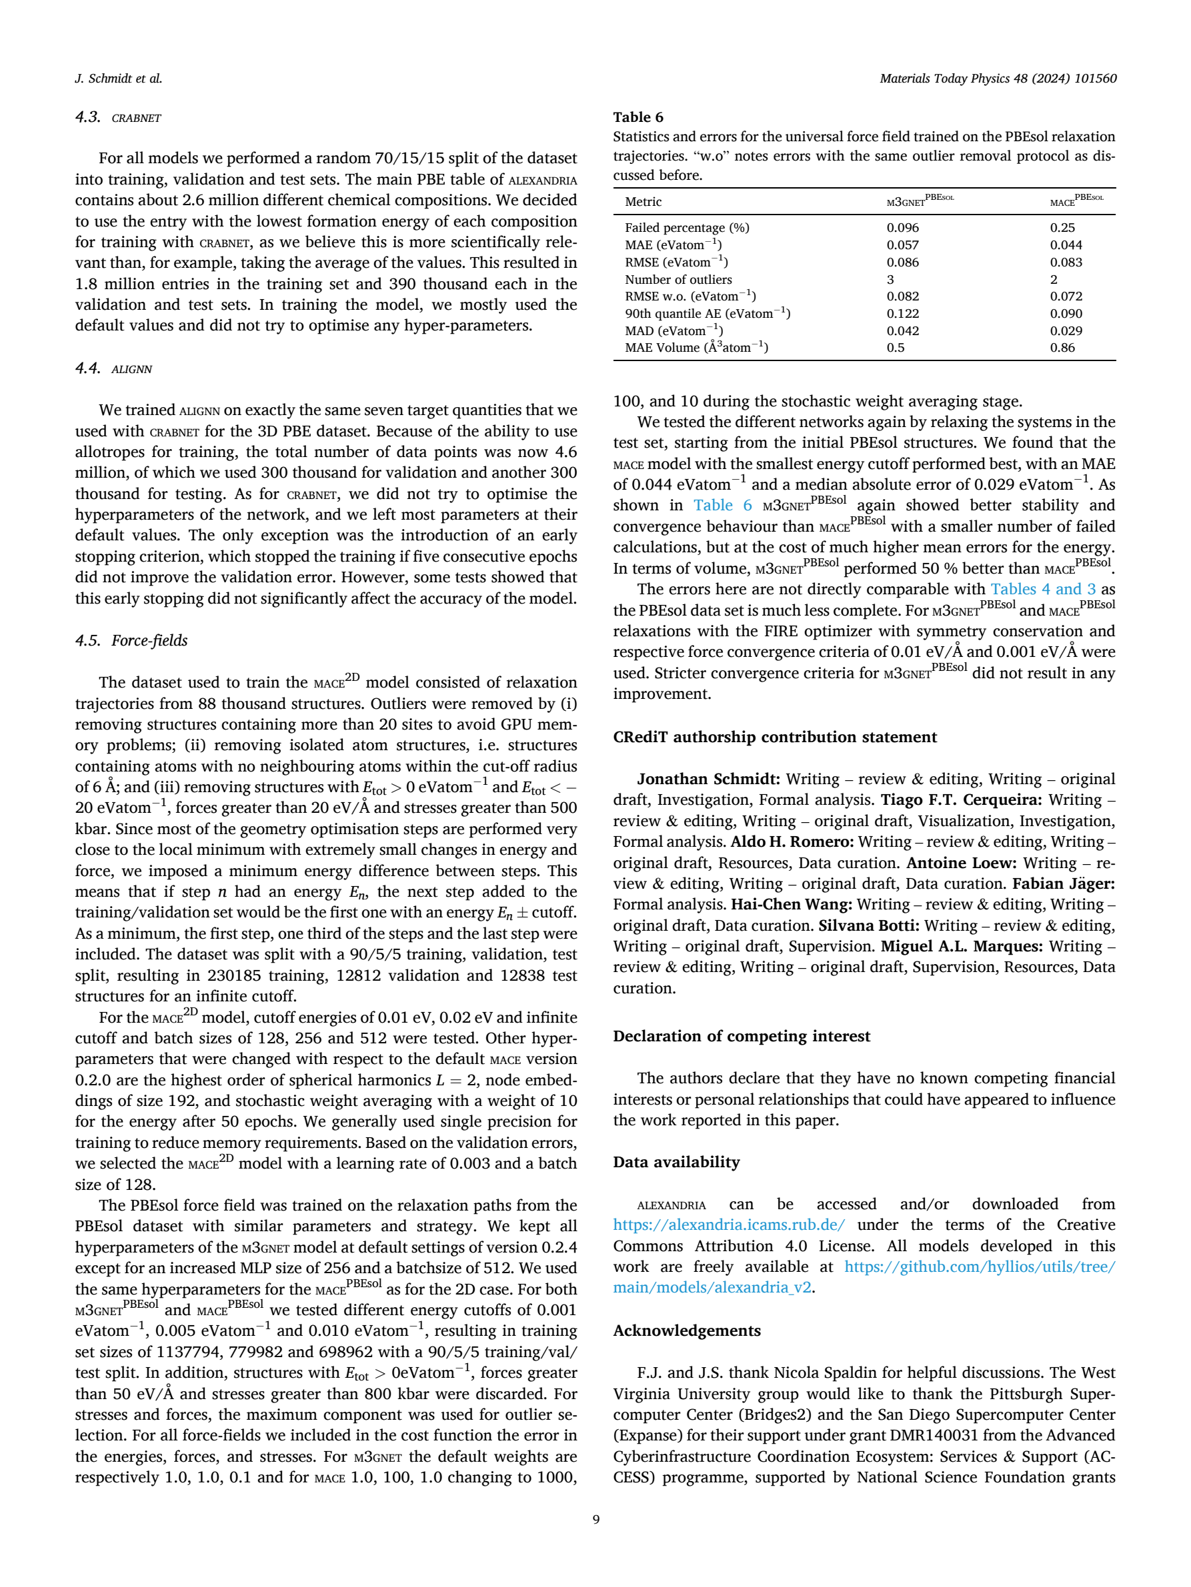 J. Schmidt et al.
Materials Today Physics 48 (2024) 101560
4.3. CRABNET
For all models we performed a random 70/15/15 split of the dataset
into training, validation and test sets. The main PBE table of ALEXANDRIA
contains about 2.6 million different chemical compositions. We decided
to use the entry with the lowest formation energy of each composition
for training with CRABNET, as we believe this is more scientifically rele-
vant than, for example, taking the average of the values. This resulted in
1.8 million entries in the training set and 390 thousand each in the
validation and test sets. In training the model, we mostly used the
default values and did not try to optimise any hyper-parameters.
4.4. ALIGNN
We trained ALIGNN on exactly the same seven target quantities that we
used with CRABNET for the 3D PBE dataset. Because of the ability to use
allotropes for training, the total number of data points was now 4.6
million, of which we used 300 thousand for validation and another 300
thousand for testing. As for CRABNET, we did not try to optimise the
hyperparameters of the network, and we left most parameters at their
default values. The only exception was the introduction of an early
stopping criterion, which stopped the training if five consecutive epochs
did not improve the validation error. However, some tests showed that
this early stopping did not significantly affect the accuracy of the model.
4.5. Force-fields
The dataset used to train the MACE^2D model consisted of relaxation
trajectories from 88 thousand structures. Outliers were removed by (i)
removing structures containing more than 20 sites to avoid GPU mem-
ory problems; (ii) removing isolated atom structures, i.e. structures
containing atoms with no neighbouring atoms within the cut-off radius
of 6 Å; and (iii) removing structures with E_tot > 0 eVatom⁻¹ and E_tot < −
20 eVatom⁻¹, forces greater than 20 eV/Å and stresses greater than 500
kbar. Since most of the geometry optimisation steps are performed very
close to the local minimum with extremely small changes in energy and
force, we imposed a minimum energy difference between steps. This
means that if step n had an energy E_n, the next step added to the
training/validation set would be the first one with an energy E_n ± cutoff.
As a minimum, the first step, one third of the steps and the last step were
included. The dataset was split with a 90/5/5 training, validation, test
split, resulting in 230185 training, 12812 validation and 12838 test
structures for an infinite cutoff.
For the MACE^2D model, cutoff energies of 0.01 eV, 0.02 eV and infinite
cutoff and batch sizes of 128, 256 and 512 were tested. Other hyper-
parameters that were changed with respect to the default MACE version
0.2.0 are the highest order of spherical harmonics L = 2, node embed-
dings of size 192, and stochastic weight averaging with a weight of 10
for the energy after 50 epochs. We generally used single precision for
training to reduce memory requirements. Based on the validation errors,
we selected the MACE^2D model with a learning rate of 0.003 and a batch
size of 128.
The PBEsol force field was trained on the relaxation paths from the
PBEsol dataset with similar parameters and strategy. We kept all
hyperparameters of the M3GNET model at default settings of version 0.2.4
except for an increased MLP size of 256 and a batchsize of 512. We used
the same hyperparameters for the MACE^PBEsol as for the 2D case. For both
M3GNET^PBEsol and MACE^PBEsol we tested different energy cutoffs of 0.001
eVatom⁻¹, 0.005 eVatom⁻¹ and 0.010 eVatom⁻¹, resulting in training
set sizes of 1137794, 779982 and 698962 with a 90/5/5 training/val/
test split. In addition, structures with E_tot > 0eVatom⁻¹, forces greater
than 50 eV/Å and stresses greater than 800 kbar were discarded. For
stresses and forces, the maximum component was used for outlier se-
lection. For all force-fields we included in the cost function the error in
the energies, forces, and stresses. For M3GNET the default weights are
respectively 1.0, 1.0, 0.1 and for MACE 1.0, 100, 1.0 changing to 1000,
Table 6
Statistics and errors for the universal force field trained on the PBEsol relaxation
trajectories. “w.o” notes errors with the same outlier removal protocol as dis-
cussed before.
Metric M3GNET^PBEsol MACE^PBEsol
Failed percentage (%) 0.096 0.25
MAE (eVatom⁻¹) 0.057 0.044
RMSE (eVatom⁻¹) 0.086 0.083
Number of outliers 3 2
RMSE w.o. (eVatom⁻¹) 0.082 0.072
90th quantile AE (eVatom⁻¹) 0.122 0.090
MAD (eVatom⁻¹) 0.042 0.029
MAE Volume (Å³atom⁻¹) 0.5 0.86
100, and 10 during the stochastic weight averaging stage.
We tested the different networks again by relaxing the systems in the
test set, starting from the initial PBEsol structures. We found that the
MACE model with the smallest energy cutoff performed best, with an MAE
of 0.044 eVatom⁻¹ and a median absolute error of 0.029 eVatom⁻¹. As
shown in Table 6 M3GNET^PBEsol again showed better stability and
convergence behaviour than MACE^PBEsol with a smaller number of failed
calculations, but at the cost of much higher mean errors for the energy.
In terms of volume, M3GNET^PBEsol performed 50 % better than MACE^PBEsol.
The errors here are not directly comparable with Tables 4 and 3 as
the PBEsol data set is much less complete. For M3GNET^PBEsol and MACE^PBEsol
relaxations with the FIRE optimizer with symmetry conservation and
respective force convergence criteria of 0.01 eV/Å and 0.001 eV/Å were
used. Stricter convergence criteria for M3GNET^PBEsol did not result in any
improvement.
CRediT authorship contribution statement
Jonathan Schmidt: Writing – review & editing, Writing – original
draft, Investigation, Formal analysis. Tiago F.T. Cerqueira: Writing –
review & editing, Writing – original draft, Visualization, Investigation,
Formal analysis. Aldo H. Romero: Writing – review & editing, Writing –
original draft, Resources, Data curation. Antoine Loew: Writing – re-
view & editing, Writing – original draft, Data curation. Fabian Jäger:
Formal analysis. Hai-Chen Wang: Writing – review & editing, Writing –
original draft, Data curation. Silvana Botti: Writing – review & editing,
Writing – original draft, Supervision. Miguel A.L. Marques: Writing –
review & editing, Writing – original draft, Supervision, Resources, Data
curation.
Declaration of competing interest
The authors declare that they have no known competing financial
interests or personal relationships that could have appeared to influence
the work reported in this paper.
Data availability
ALEXANDRIA can be accessed and/or downloaded from
https://alexandria.icams.rub.de/ under the terms of the Creative
Commons Attribution 4.0 License. All models developed in this
work are freely available at https://github.com/hyllios/utils/tree/
main/models/alexandria_v2.
Acknowledgements
F.J. and J.S. thank Nicola Spaldin for helpful discussions. The West
Virginia University group would like to thank the Pittsburgh Super-
computer Center (Bridges2) and the San Diego Supercomputer Center
(Expanse) for their support under grant DMR140031 from the Advanced
Cyberinfrastructure Coordination Ecosystem: Services & Support (AC-
CESS) programme, supported by National Science Foundation grants
9